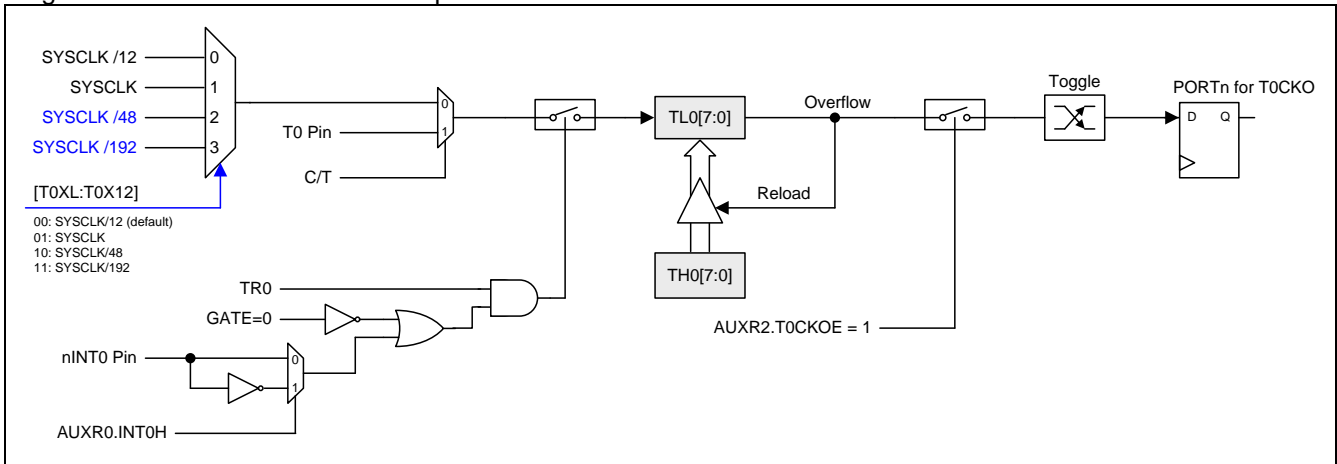 SYSCLK /12
0
SYSCLK
1
SYSCLK /48
2
SYSCLK /192
3
[T0XL:T0X12]
00: SYSCLK/12 (default)
01: SYSCLK
10: SYSCLK/48
11: SYSCLK/192
0
T0 Pin
1
C/T
TL0[7:0]
Overflow
Reload
TH0[7:0]
Toggle
PORTn for T0CKO
D Q
TR0
GATE=0
AUXR2.T0CKOE = 1
nINT0 Pin
0
1
AUXR0.INT0H